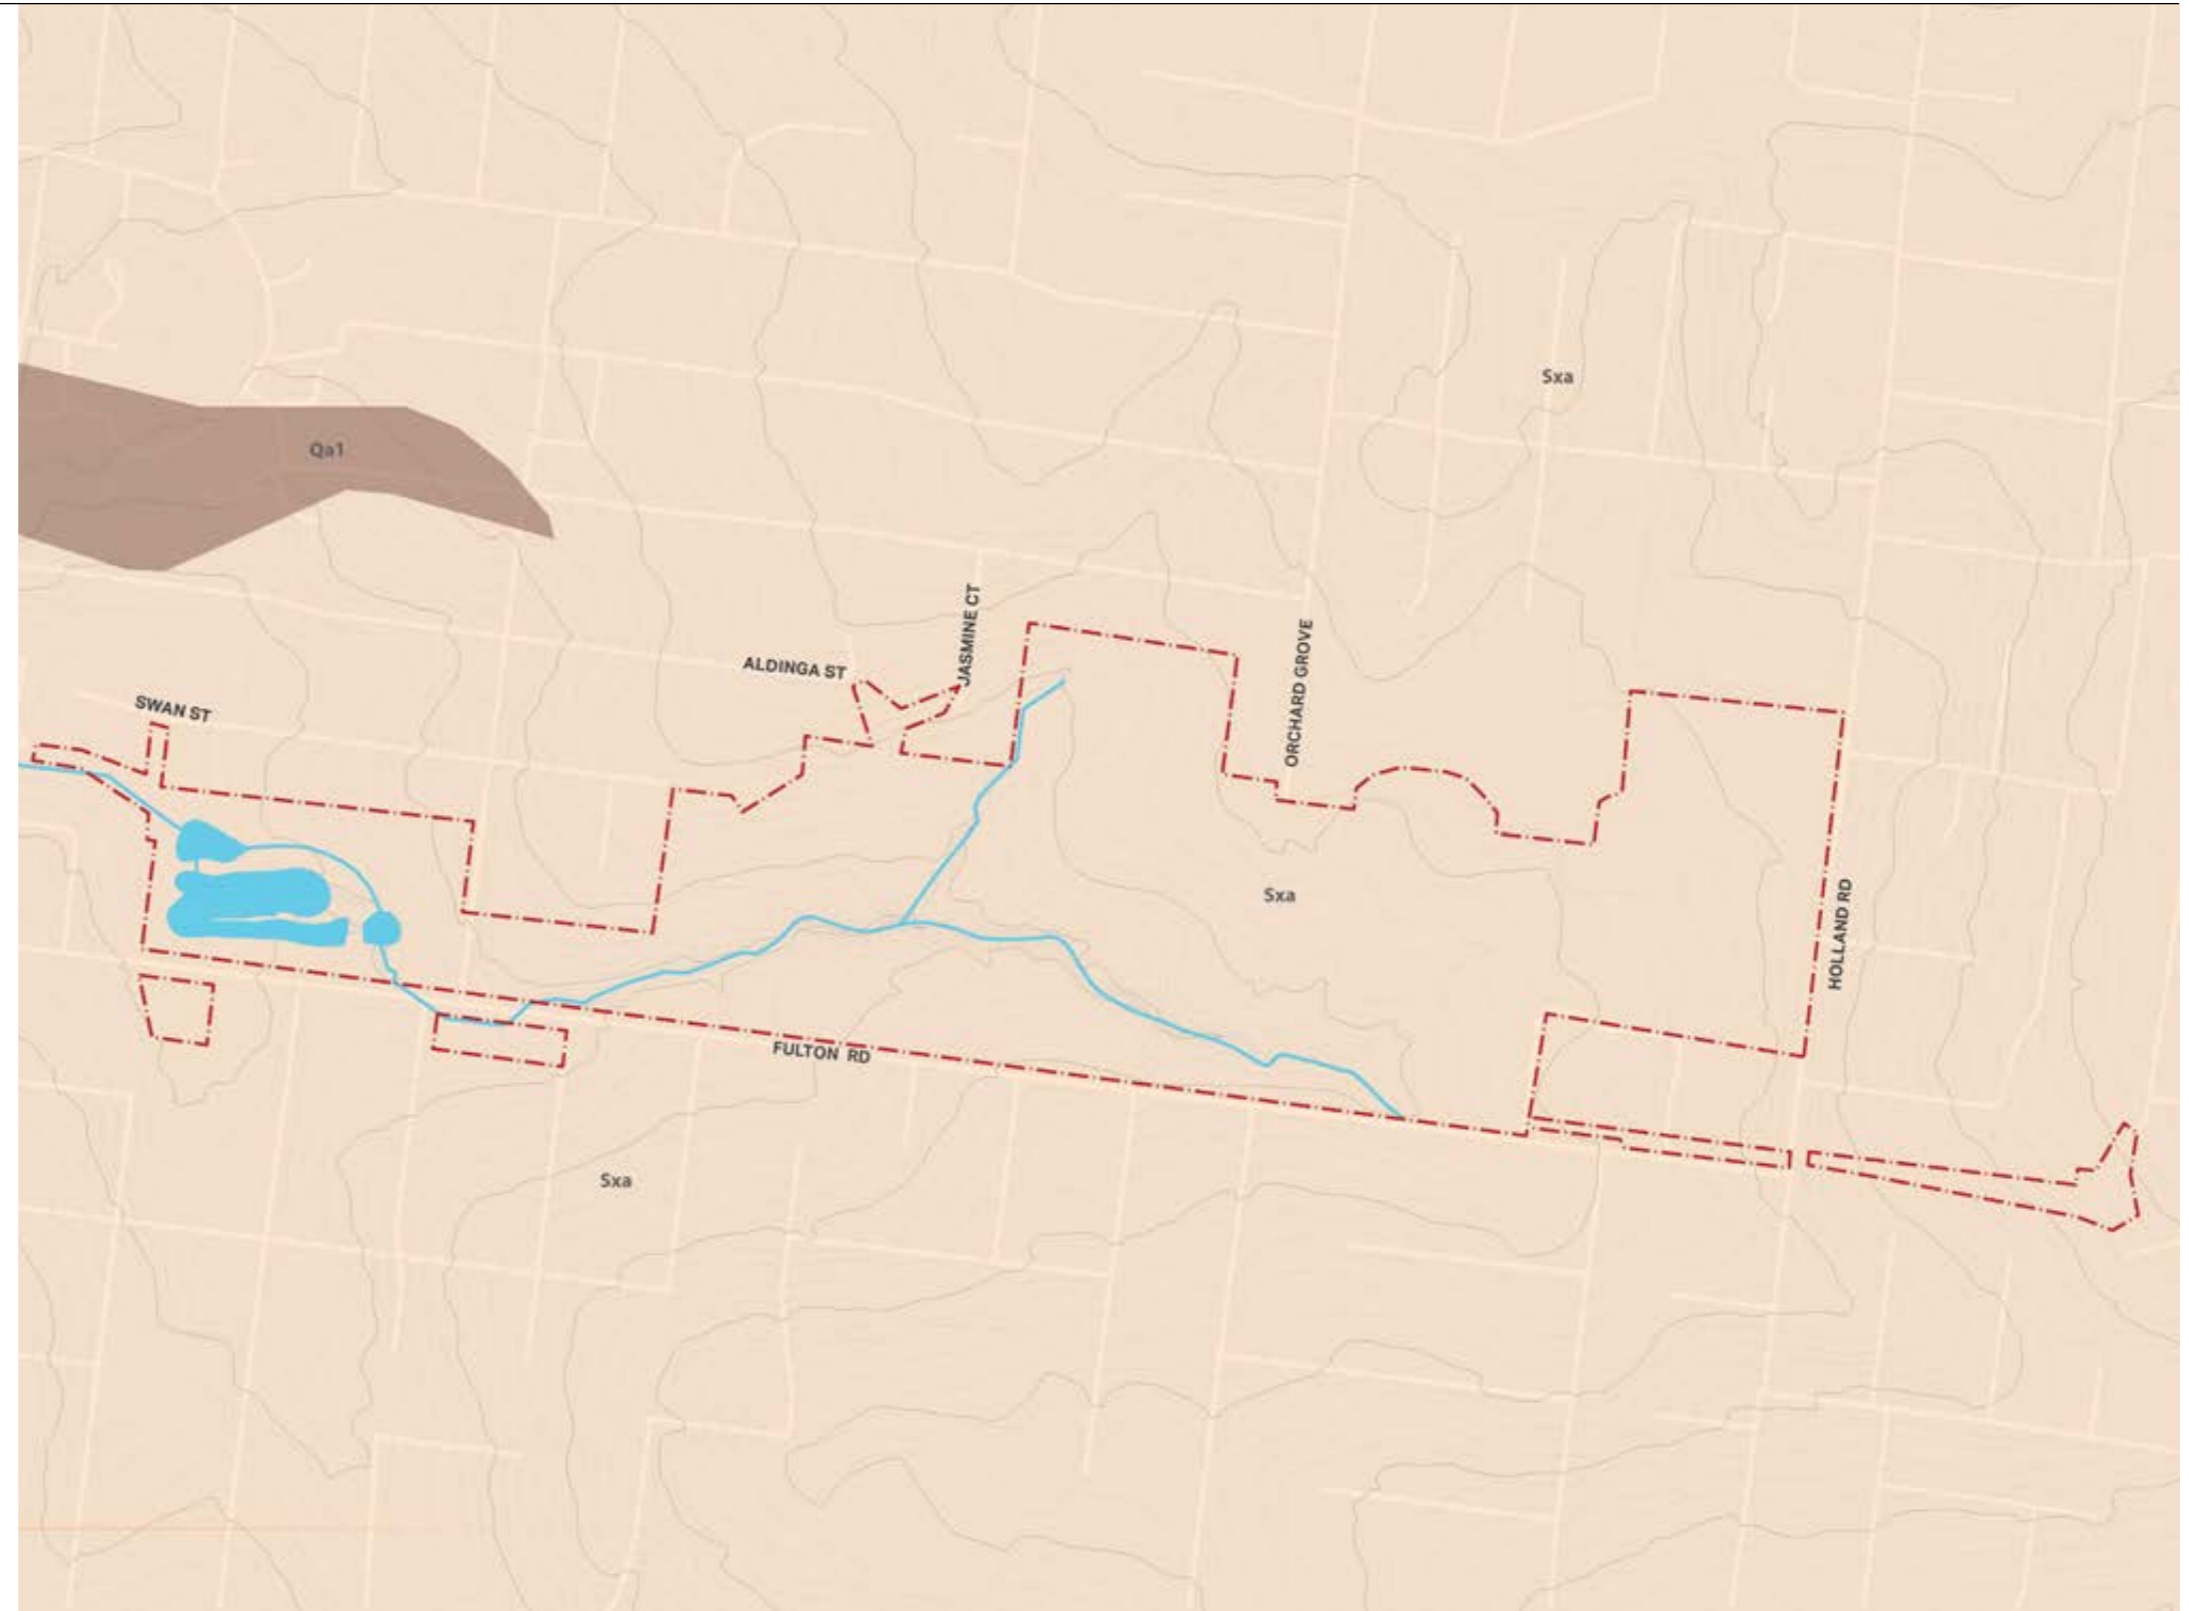 Sxa
Qa1
JASMINE CT
ORCHARD GROVE
ALDINGA ST
SWAN ST
Sxa
HOLLAND RD
FULTON RD
Sxa